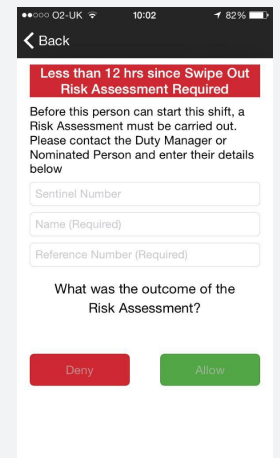 O2-UK 10:02 82%
Back
Less than 12 hrs since Swipe Out
Risk Assessment Required
Before this person can start this shift, a
Risk Assessment must be carried out.
Please contact the Duty Manager or
Nominated Person and enter their details
below
Sentinel Number
Name (Required)
Reference Number (Required)
What was the outcome of the
Risk Assessment?
Deny Allow